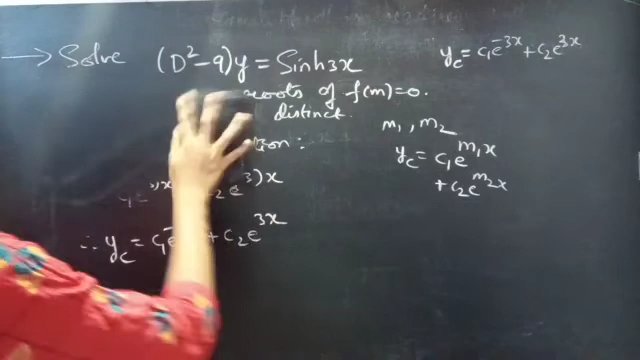 → Solve (D²-9)y = Sinh3x
roots of f(m)=0.
distinct.
m₁, m₂
y_c = c₁e^{m₁x}
+ c₂e^{m₂x}
y_c = c₁e^{-3x} + c₂e^{3x}
)x
∴ y_c = c₁e + c₂e^{3x}